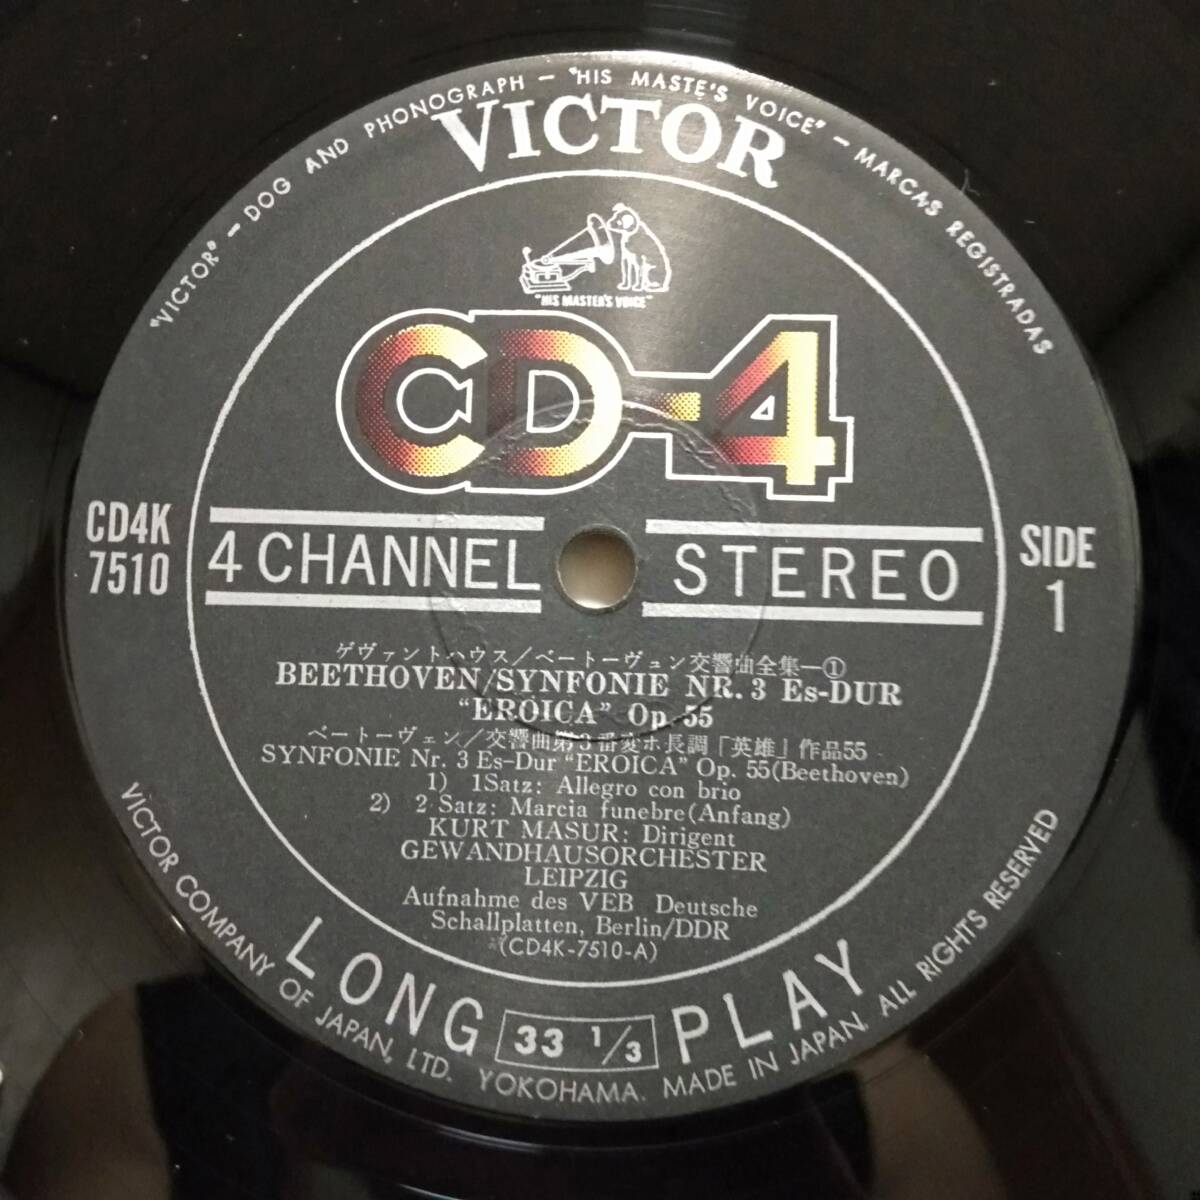 "VICTOR" — DOG AND PHONOGRAPH — "HIS MASTE'S VOICE" — MARCAS REGISTRADAS
VICTOR
"HIS MASTER'S VOICE"
CD-4
CD4K
7510
4 CHANNEL STEREO
SIDE
1
ゲヴァントハウス/ベートーヴェン交響曲全集―①
BEETHOVEN/SYNFONIE NR. 3 Es-DUR
"EROICA" Op. 55
ベートーヴェン/交響曲第3番変ホ長調「英雄」作品55
SYNFONIE Nr. 3 Es-Dur "EROICA" Op. 55(Beethoven)
1) 1Satz: Allegro con brio
2) 2 Satz: Marcia funebre(Anfang)
KURT MASUR: Dirigent
GEWANDHAUSORCHESTER
LEIPZIG
Aufnahme des VEB Deutsche
Schallplatten, Berlin/DDR
(CD4K-7510-A)
LONG 33 1/3 PLAY
VICTOR COMPANY OF JAPAN, LTD. YOKOHAMA. MADE IN JAPAN. ALL RIGHTS RESERVED